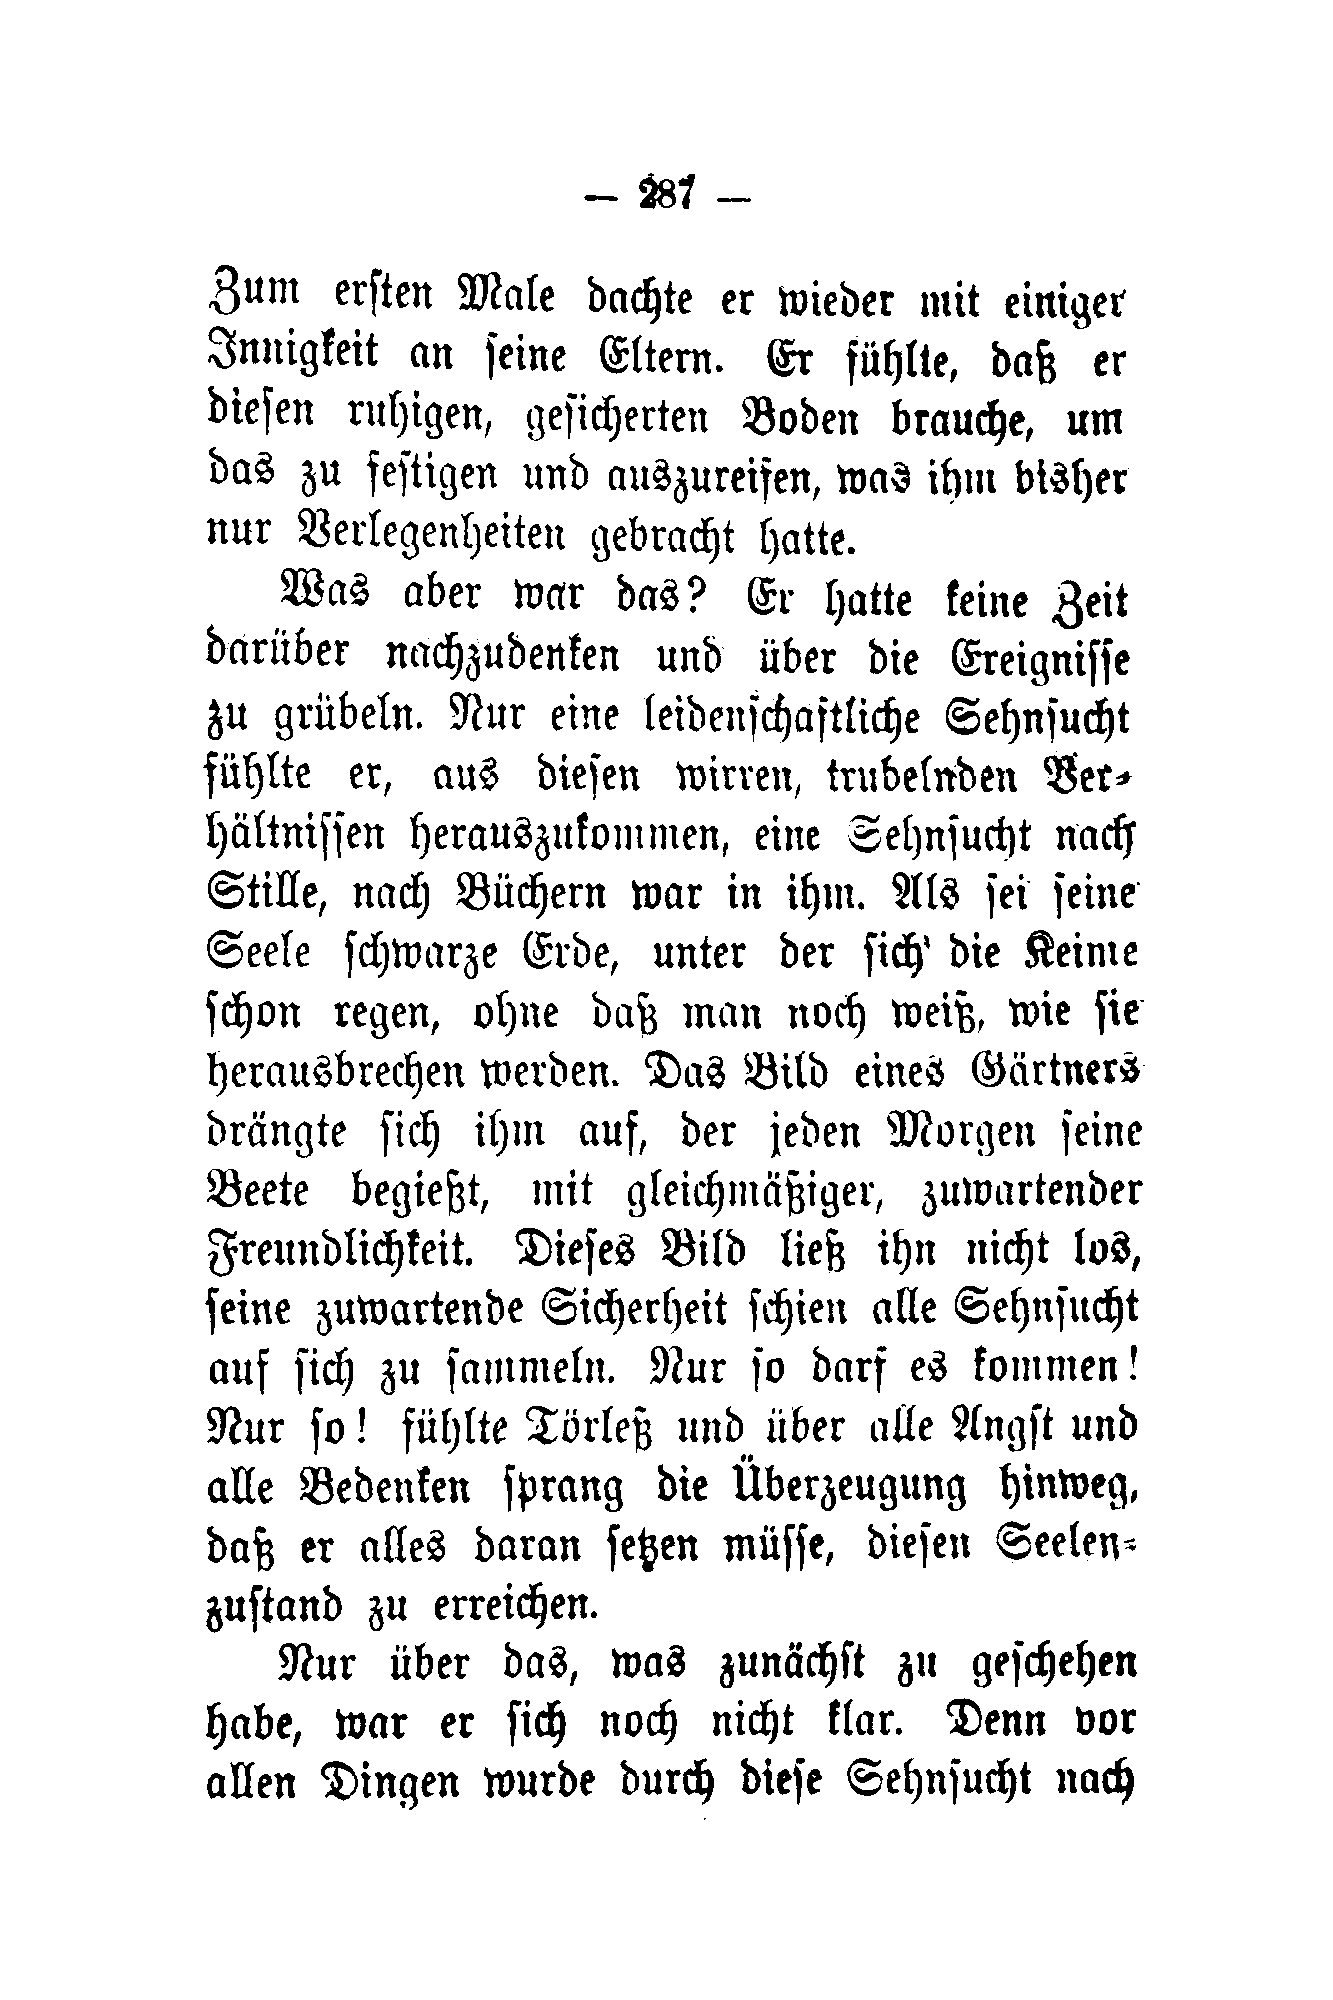 — 287 —
Zum ersten Male dachte er wieder mit einiger
Innigkeit an seine Eltern. Er fühlte, daß er
diesen ruhigen, gesicherten Boden brauche, um
das zu festigen und auszureifen, was ihm bisher
nur Verlegenheiten gebracht hatte.
Was aber war das? Er hatte keine Zeit
darüber nachzudenken und über die Ereignisse
zu grübeln. Nur eine leidenschaftliche Sehnsucht
fühlte er, aus diesen wirren, trubelnden Ver-
hältnissen herauszukommen, eine Sehnsucht nach
Stille, nach Büchern war in ihm. Als sei seine
Seele schwarze Erde, unter der sich die Keime
schon regen, ohne daß man noch weiß, wie sie
herausbrechen werden. Das Bild eines Gärtners
drängte sich ihm auf, der jeden Morgen seine
Beete begießt, mit gleichmäßiger, zuwartender
Freundlichkeit. Dieses Bild ließ ihn nicht los,
seine zuwartende Sicherheit schien alle Sehnsucht
auf sich zu sammeln. Nur so darf es kommen!
Nur so! fühlte Törleß und über alle Angst und
alle Bedenken sprang die Überzeugung hinweg,
daß er alles daran setzen müsse, diesen Seelen-
zustand zu erreichen.
Nur über das, was zunächst zu geschehen
habe, war er sich noch nicht klar. Denn vor
allen Dingen wurde durch diese Sehnsucht nach